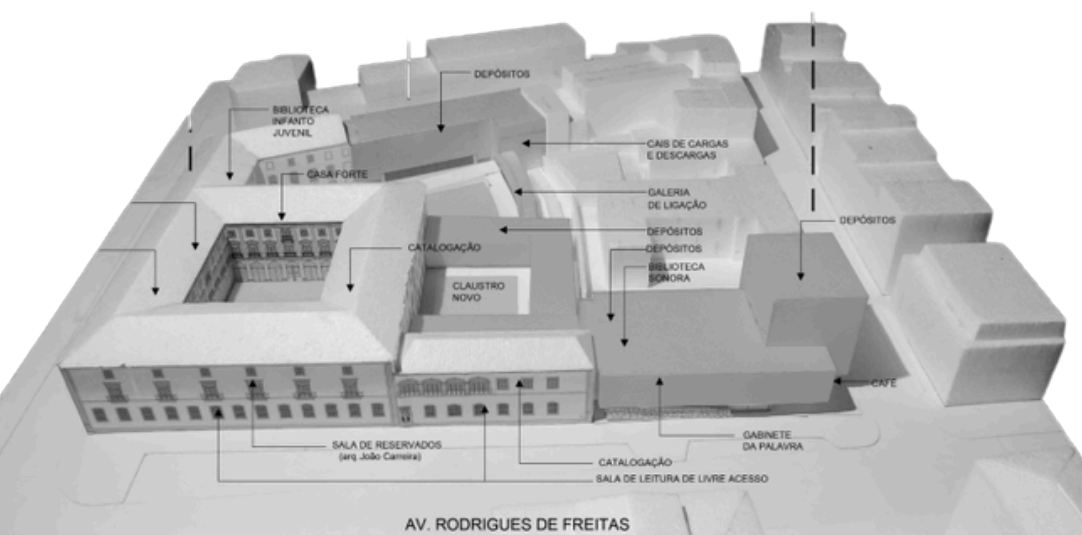 DEPÓSITOS
BIBLIOTECA
INFANTO
JUVENIL
CAIS DE CARGAS
E DESCARGAS
CASA FORTE
GALERIA
DE LIGAÇÃO
DEPÓSITOS
DEPÓSITOS
CATALOGAÇÃO
DEPÓSITOS
BIBLIOTECA
SONORA
CLAUSTRO
NOVO
CAFÉ
GABINETE
DA PALAVRA
SALA DE RESERVADOS
(arq. João Carreira)
CATALOGAÇÃO
SALA DE LEITURA DE LIVRE ACESSO
AV. RODRIGUES DE FREITAS